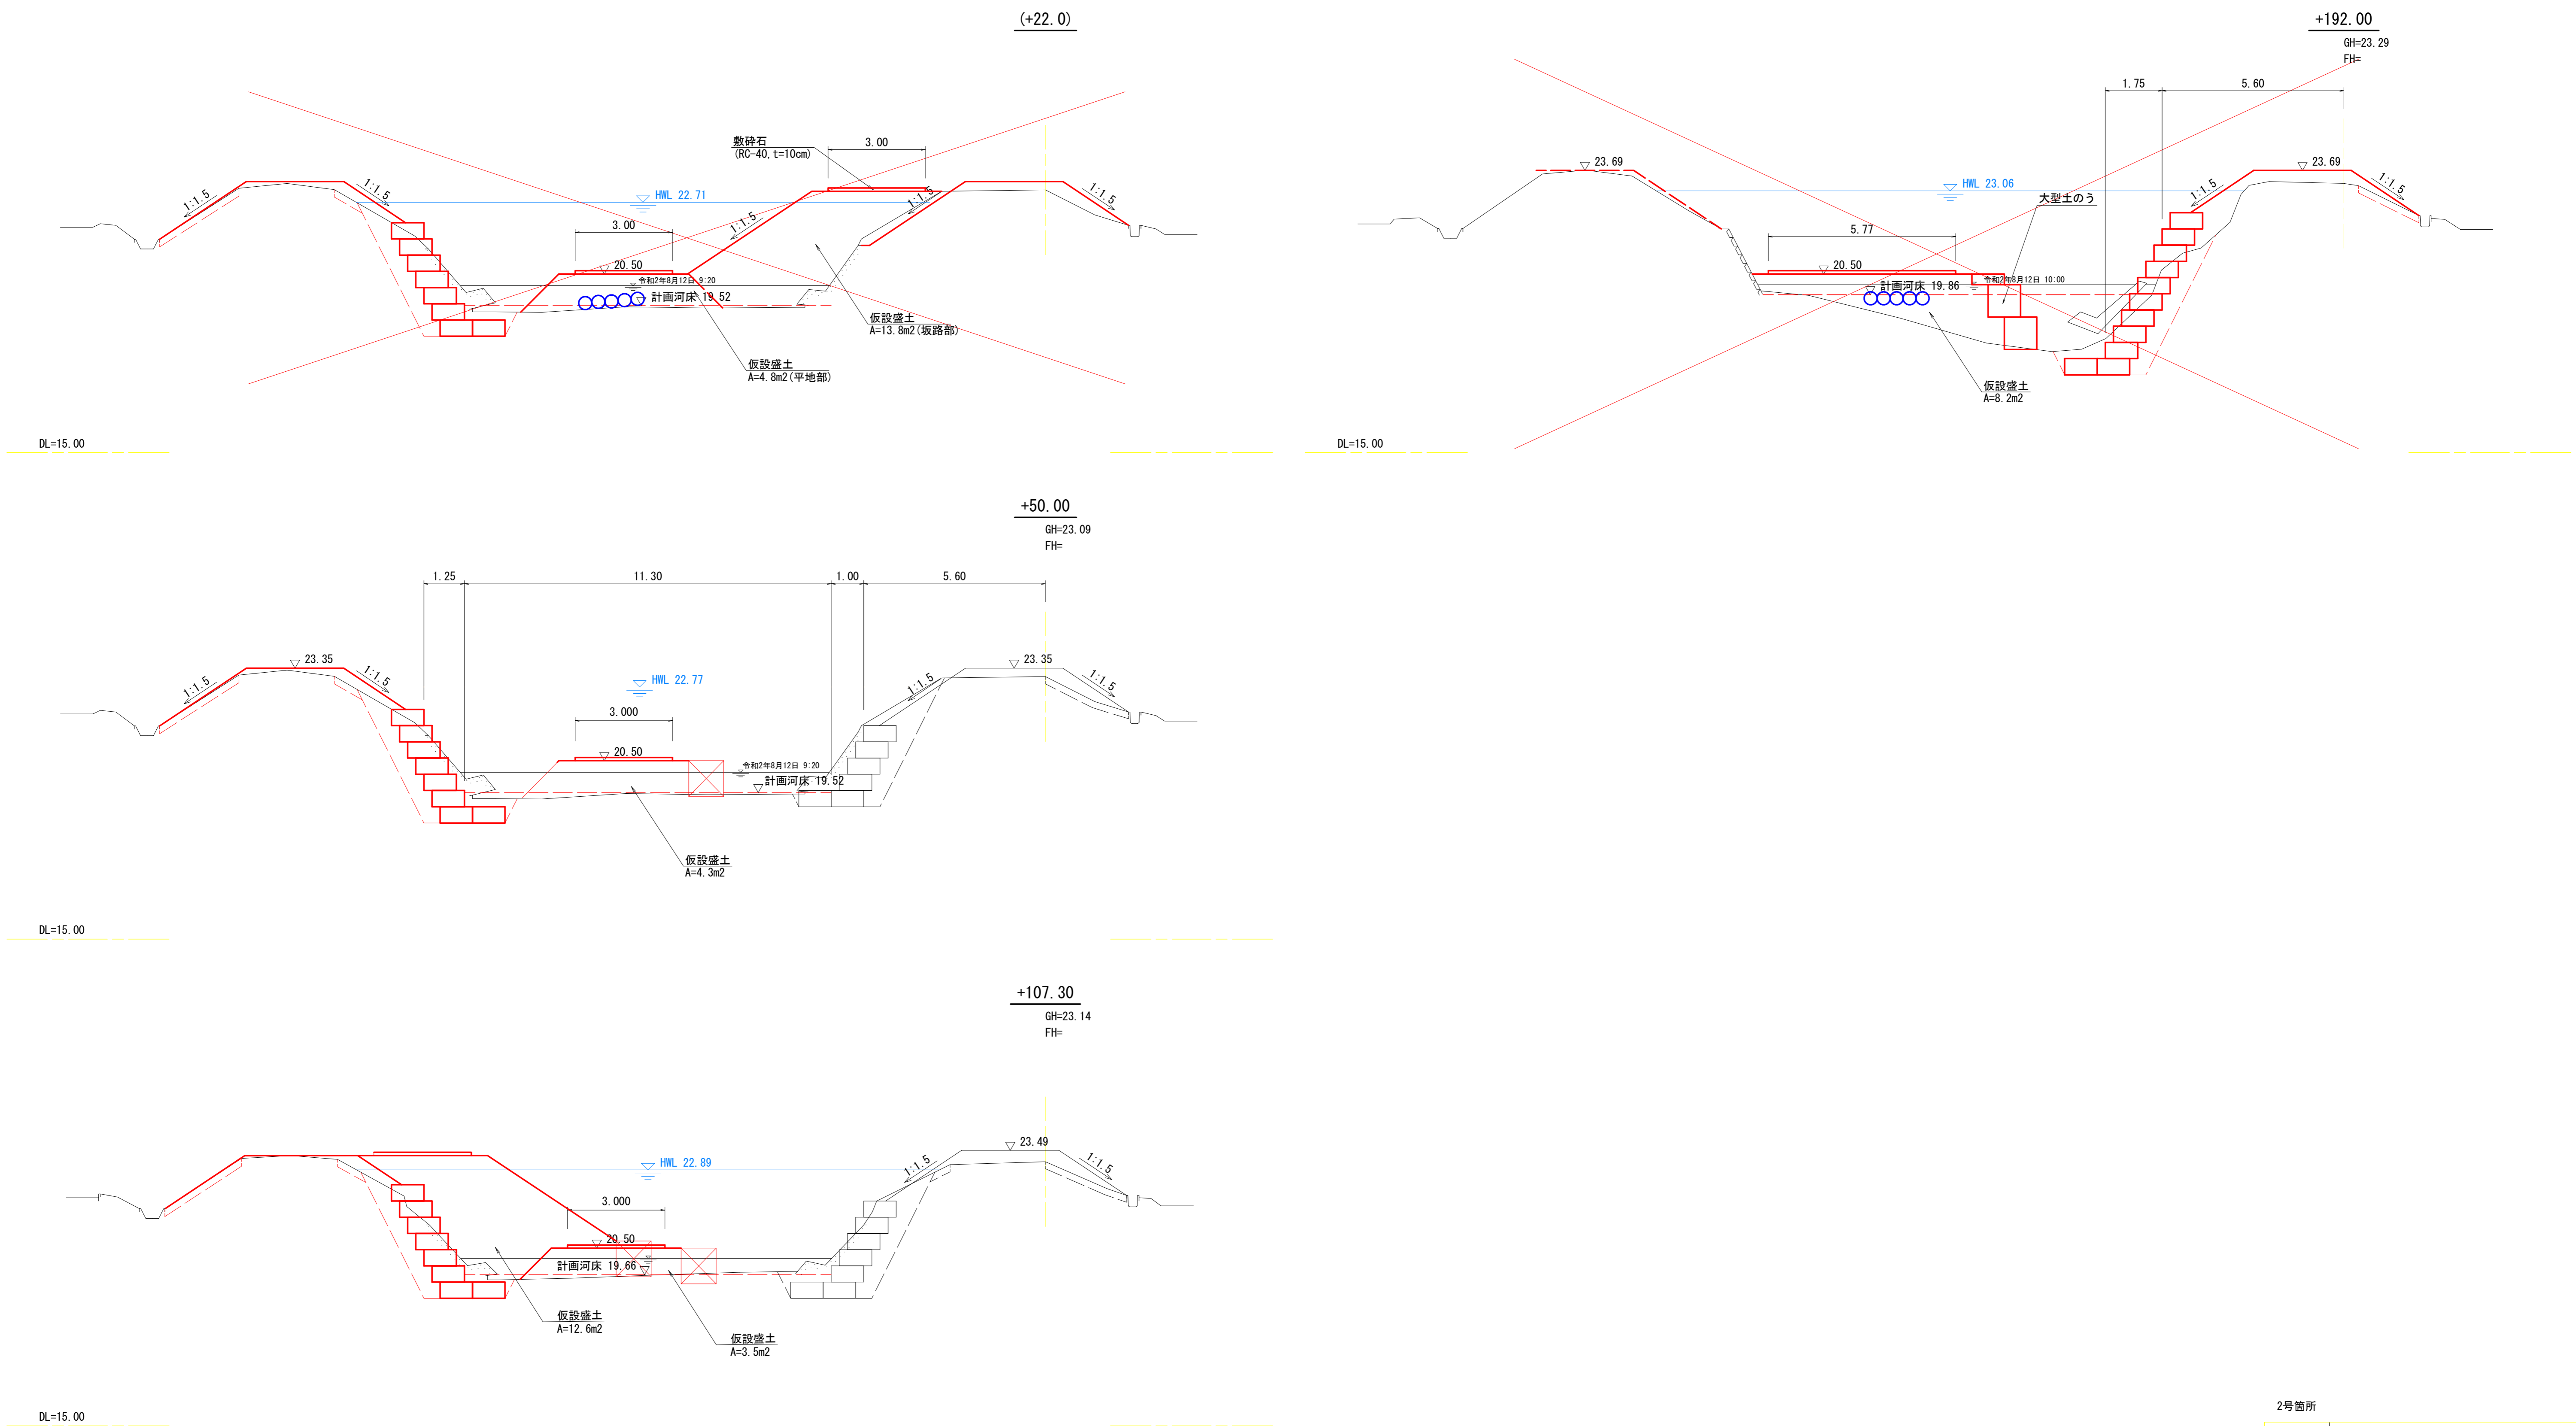 (+22.0)
敷砕石
(RC-40, t=10cm)
3.00
1:1.5
1:1.5
HWL 22.71
1:1.5
1:1.5
1:1.5
3.00
20.50
令和2年8月12日 9:20
計画河床 19.52
仮設盛土
A=13.8m2(坂路部)
仮設盛土
A=4.8m2(平地部)
DL=15.00
+192.00
GH=23.29
FH=
1.75
5.60
23.69
23.69
HWL 23.06
1:1.5
1:1.5
大型土のう
5.77
20.50
令和2年8月12日 10:00
計画河床 19.86
仮設盛土
A=8.2m2
DL=15.00
+50.00
GH=23.09
FH=
1.25
11.30
1.00
5.60
23.35
23.35
1:1.5
1:1.5
HWL 22.77
1:1.5
1:1.5
3.000
20.50
令和2年8月12日 9:20
計画河床 19.52
仮設盛土
A=4.3m2
DL=15.00
+107.30
GH=23.14
FH=
23.49
HWL 22.89
1:1.5
1:1.5
3.000
20.50
計画河床 19.66
仮設盛土
A=12.6m2
仮設盛土
A=3.5m2
DL=15.00
2号箇所